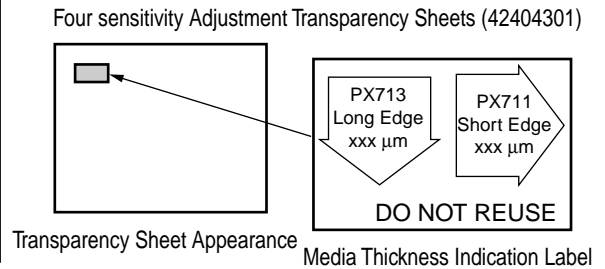 Four sensitivity Adjustment Transparency Sheets (42404301)
PX713
Long Edge
xxx μm
PX711
Short Edge
xxx μm
DO NOT REUSE
Transparency Sheet Appearance
Media Thickness Indication Label